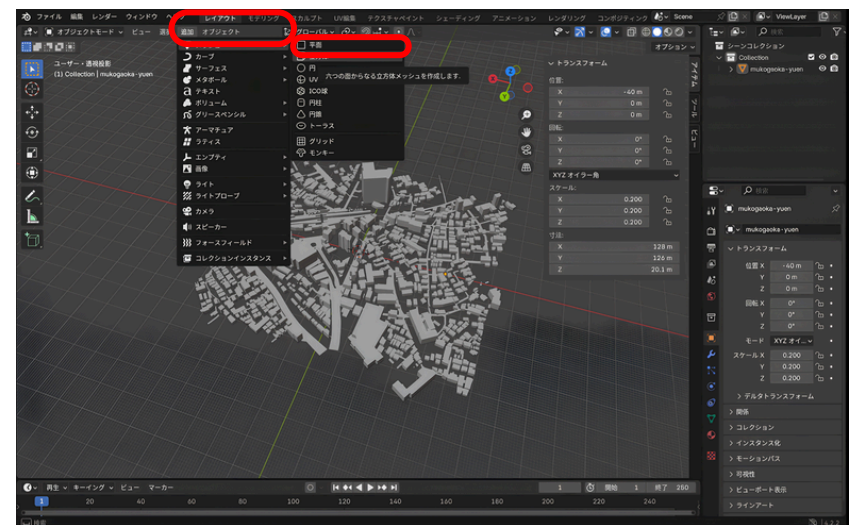 ファイル 編集 レンダー ウィンドウ レイアウト モデリング スカルプト UV編集 テクスチャペイント シェーディング アニメーション レンダリング コンポジティング Scene ViewLayer
オブジェクトモード ビュー 追加 オブジェクト グローバル 検索
オプション
ユーザー・透視投影
(1) Collection | mukogaoka-yuen
カーブ
サーフェス
メタボール
テキスト
ボリューム
グリースペンシル
アーマチュア
ラティス
エンプティ
画像
ライト
ライトプローブ
カメラ
スピーカー
フォースフィールド
コレクションインスタンス
平面
円
UV
六つの面からなる立方体メッシュを作成します.
ICO球
円柱
円錐
トーラス
グリッド
モンキー
トランスフォーム
位置:
X -40 m
Y 0 m
Z 0 m
回転:
X 0°
Y 0°
Z 0°
XYZ オイラー角
スケール:
X 0.200
Y 0.200
Z 0.200
寸法:
X 128 m
Y 126 m
Z 20.1 m
アイテム
ツール
ビュー
シーンコレクション
Collection
mukogaoka-yuen
検索
mukogaoka-yuen
mukogaoka-yuen
トランスフォーム
位置 X -40 m
Y 0 m
Z 0 m
回転 X 0°
Y 0°
Z 0°
モード XYZ オイ...
スケール X 0.200
Y 0.200
Z 0.200
デルタトランスフォーム
関係
コレクション
インスタンス化
モーションパス
可視性
ビューポート表示
ラインアート
再生 キーイング ビュー マーカー 1 開始 1 終了 250
1 20 40 60 80 100 120 140 160 180 200 220 240
検索 4.2.2